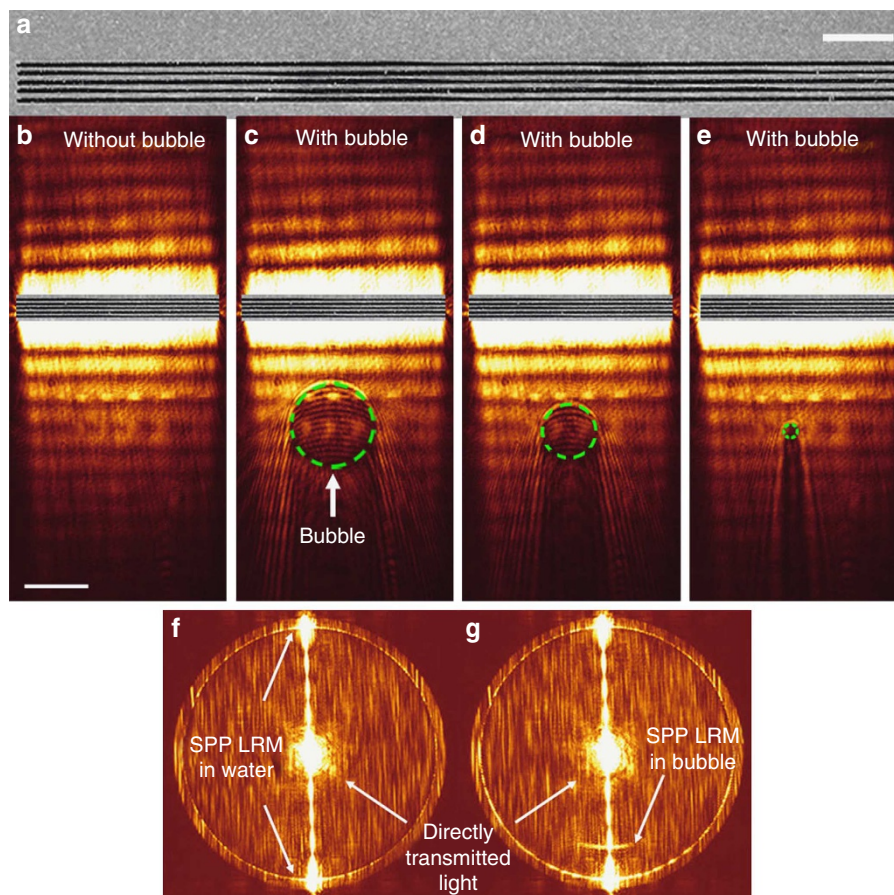 a
b
Without bubble
c
With bubble
d
With bubble
e
With bubble
Bubble
f
g
SPP LRM
in water
SPP LRM
in bubble
Directly
transmitted
light